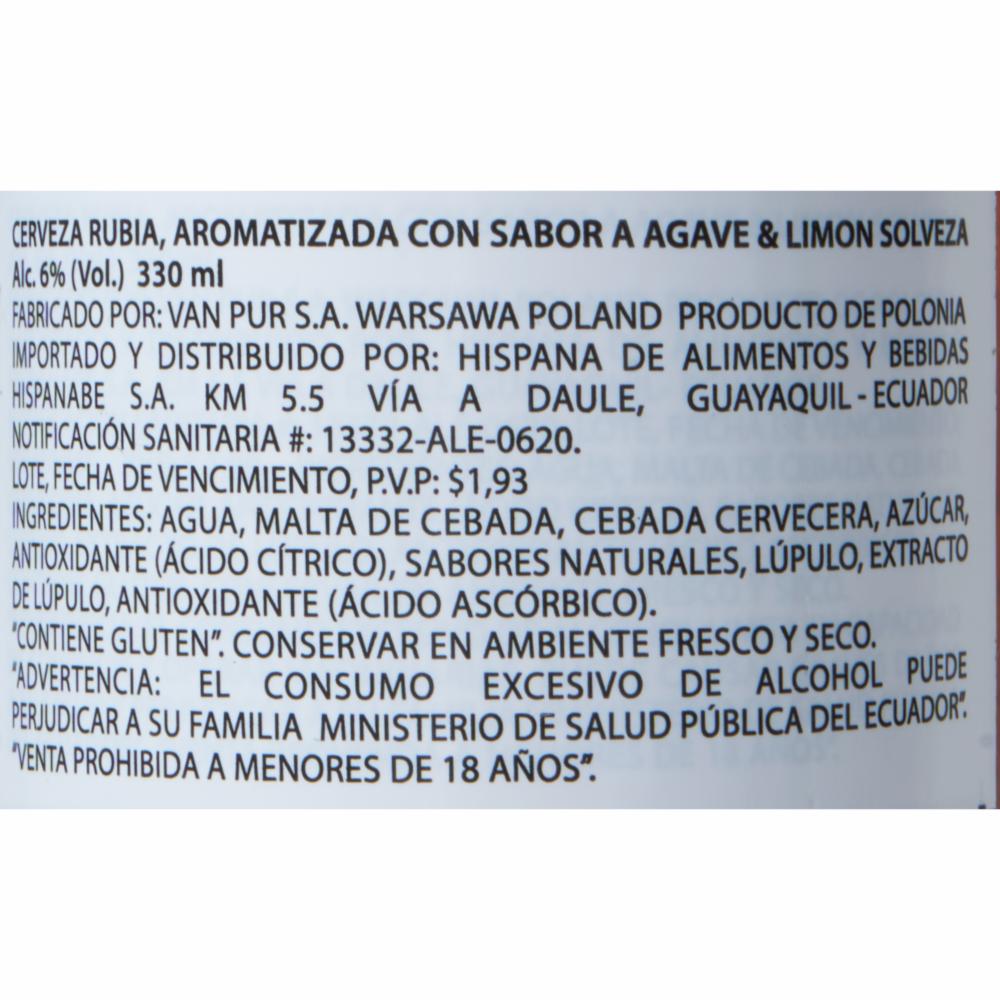 CERVEZA RUBIA, AROMATIZADA CON SABOR A AGAVE & LIMON SOLVEZA
Alc. 6% (Vol.) 330 ml
FABRICADO POR: VAN PUR S.A. WARSAWA POLAND PRODUCTO DE POLONIA
IMPORTADO Y DISTRIBUIDO POR: HISPANA DE ALIMENTOS Y BEBIDAS
HISPANABE S.A. KM 5.5 VÍA A DAULE, GUAYAQUIL - ECUADOR
NOTIFICACIÓN SANITARIA #: 13332-ALE-0620.
LOTE, FECHA DE VENCIMIENTO, P.V.P: $1,93
INGREDIENTES: AGUA, MALTA DE CEBADA, CEBADA CERVECERA, AZÚCAR,
ANTIOXIDANTE (ÁCIDO CÍTRICO), SABORES NATURALES, LÚPULO, EXTRACTO
DE LÚPULO, ANTIOXIDANTE (ÁCIDO ASCÓRBICO).
"CONTIENE GLUTEN". CONSERVAR EN AMBIENTE FRESCO Y SECO.
"ADVERTENCIA: EL CONSUMO EXCESIVO DE ALCOHOL PUEDE
PERJUDICAR A SU FAMILIA MINISTERIO DE SALUD PÚBLICA DEL ECUADOR".
"VENTA PROHIBIDA A MENORES DE 18 AÑOS".